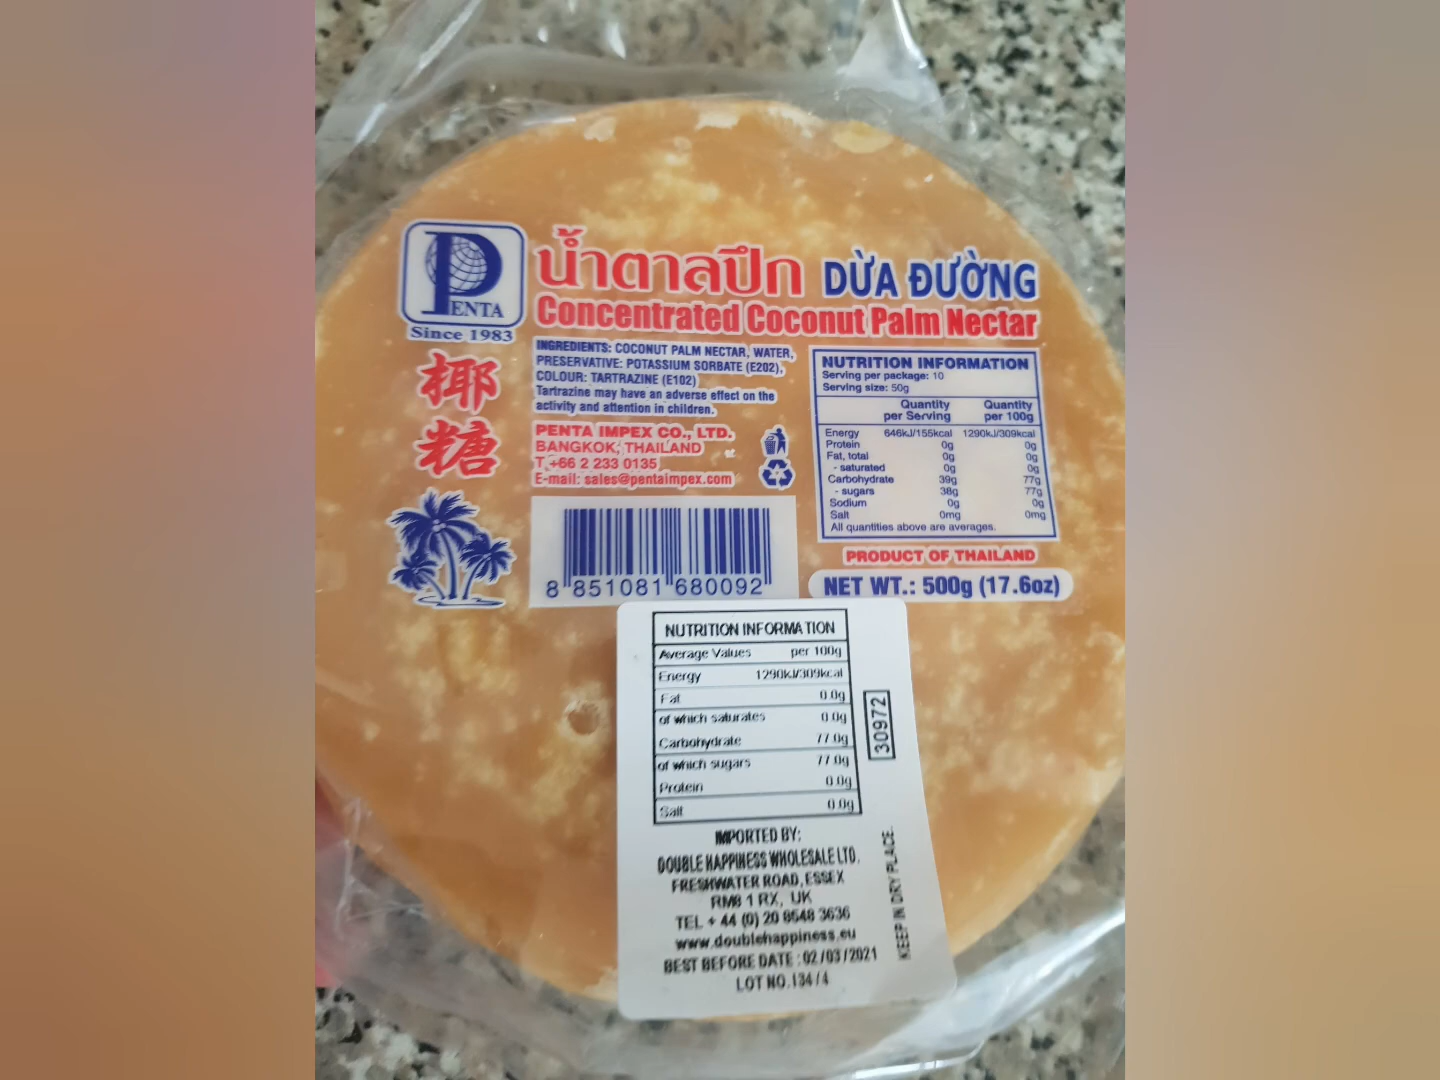 PENTA
Since 1983
椰
糖
น้ำตาลปึก DỪA ĐƯỜNG
Concentrated Coconut Palm Nectar
INGREDIENTS: COCONUT PALM NECTAR, WATER,
PRESERVATIVE: POTASSIUM SORBATE (E202),
COLOUR: TARTRAZINE (E102)
Tartrazine may have an adverse effect on the
activity and attention in children.
PENTA IMPEX CO., LTD.
BANGKOK, THAILAND
T +66 2 233 0135
E-mail: sales@pentaimpex.com
8 851081 680092
NUTRITION INFORMATION
Serving per package: 10
Serving size: 50g
Quantity per Serving Quantity per 100g
Energy 646kJ/155kcal 1290kJ/309kcal
Protein 0g 0g
Fat, total 0g 0g
- saturated 0g 0g
Carbohydrate 39g 77g
- sugars 38g 77g
Sodium 0g 0g
Salt 0mg 0mg
All quantities above are averages.
PRODUCT OF THAILAND
NET WT.: 500g (17.6oz)
NUTRITION INFORMATION
Average Values per 100g
Energy 1290kJ/309kcal
Fat 0.0g
of which saturates 0.0g
Carbohydrate 77.0g
of which sugars 77.0g
Protein 0.0g
Salt 0.0g
30972
KEEP IN DRY PLACE.
IMPORTED BY:
DOUBLE HAPPINESS WHOLESALE LTD.
FRESHWATER ROAD, ESSEX
RM8 1 RX, UK
TEL + 44 (0) 20 8548 3636
www.doublehappiness.eu
BEST BEFORE DATE : 02/03/2021
LOT NO.134/4